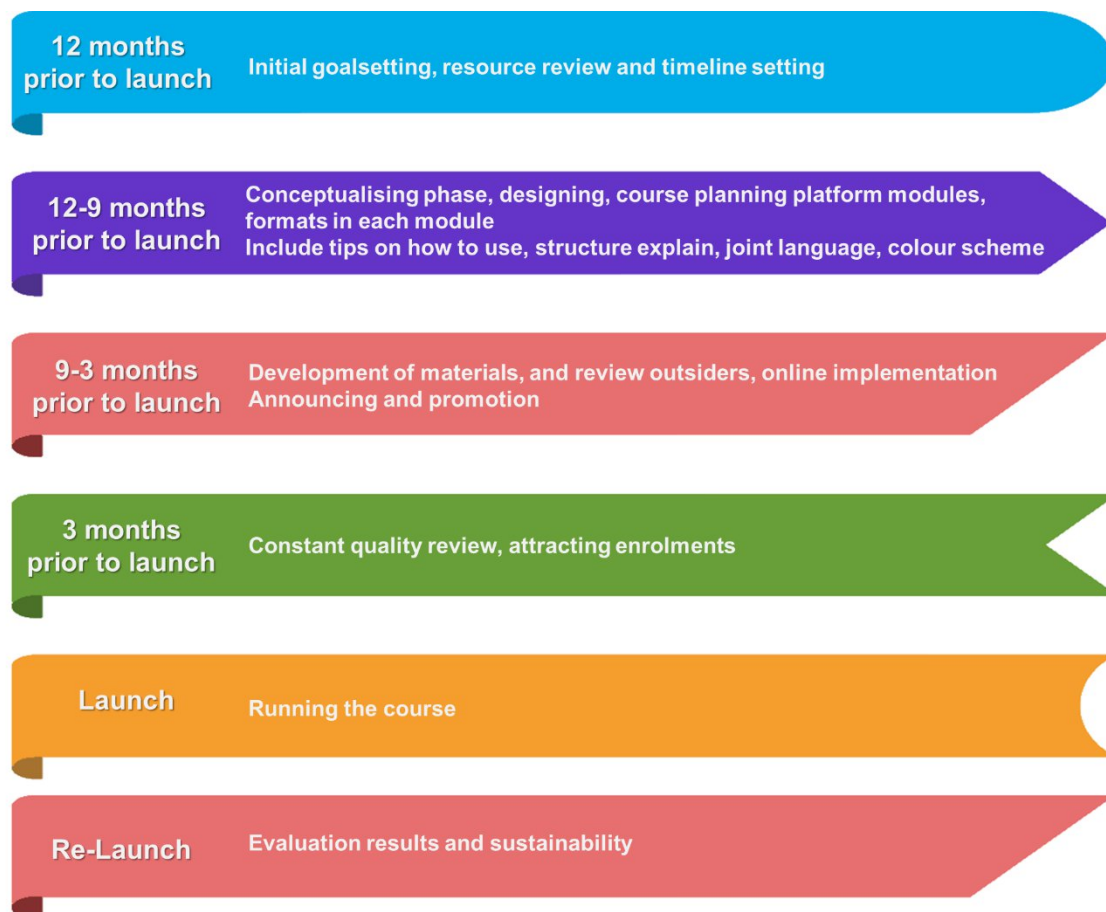 12 months
prior to launch
Initial goalsetting, resource review and timeline setting
12-9 months
prior to launch
Conceptualising phase, designing, course planning platform modules,
formats in each module
Include tips on how to use, structure explain, joint language, colour scheme
9-3 months
prior to launch
Development of materials, and review outsiders, online implementation
Announcing and promotion
3 months
prior to launch
Constant quality review, attracting enrolments
Launch
Running the course
Re-Launch
Evaluation results and sustainability